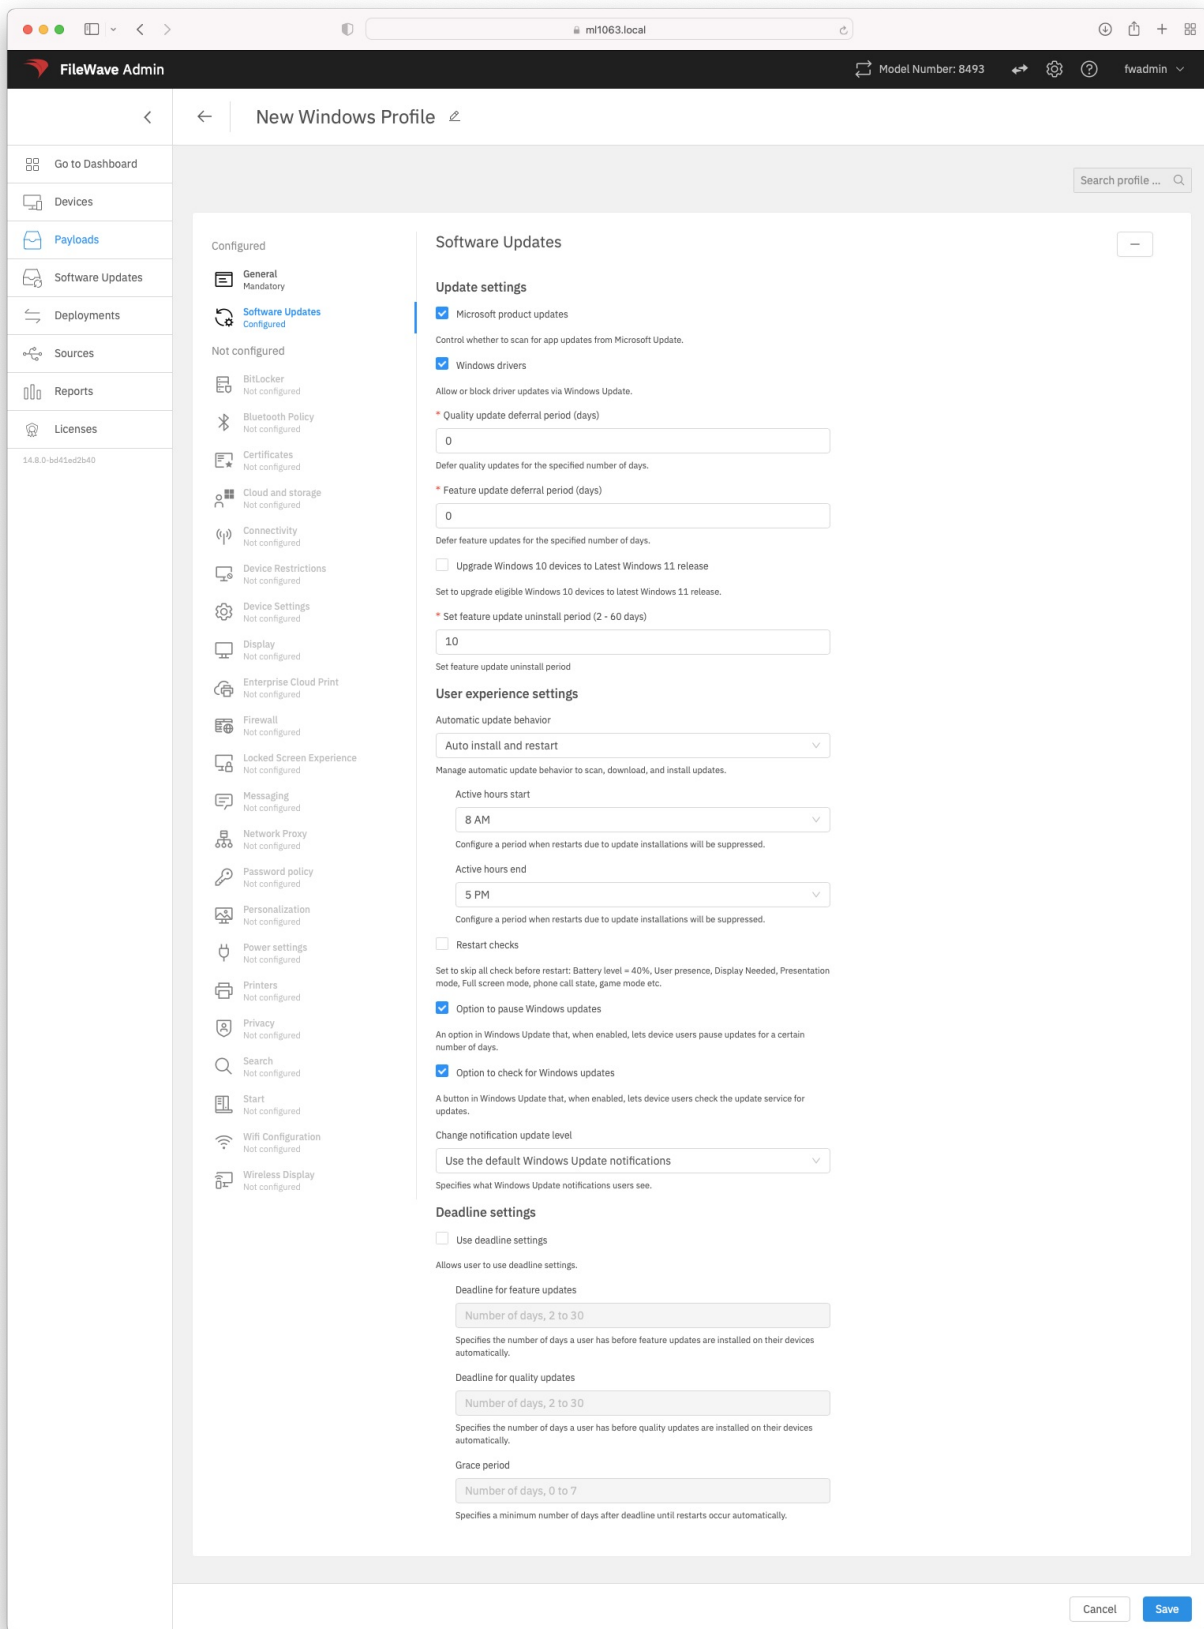 ml1063.local
FileWave Admin
Model Number: 8493
fwadmin
New Windows Profile
Go to Dashboard
Devices
Payloads
Software Updates
Deployments
Sources
Reports
Licenses
14.8.0-bd41ed2b40
Search profile ...
Configured
General
Mandatory
Software Updates
Configured
Not configured
BitLocker
Not configured
Bluetooth Policy
Not configured
Certificates
Not configured
Cloud and storage
Not configured
Connectivity
Not configured
Device Restrictions
Not configured
Device Settings
Not configured
Display
Not configured
Enterprise Cloud Print
Not configured
Firewall
Not configured
Locked Screen Experience
Not configured
Messaging
Not configured
Network Proxy
Not configured
Password policy
Not configured
Personalization
Not configured
Power settings
Not configured
Printers
Not configured
Privacy
Not configured
Search
Not configured
Start
Not configured
Wifi Configuration
Not configured
Wireless Display
Not configured
Software Updates
Update settings
Microsoft product updates
Control whether to scan for app updates from Microsoft Update.
Windows drivers
Allow or block driver updates via Windows Update.
* Quality update deferral period (days)
0
Defer quality updates for the specified number of days.
* Feature update deferral period (days)
0
Defer feature updates for the specified number of days.
Upgrade Windows 10 devices to Latest Windows 11 release
Set to upgrade eligible Windows 10 devices to latest Windows 11 release.
* Set feature update uninstall period (2 - 60 days)
10
Set feature update uninstall period
User experience settings
Automatic update behavior
Auto install and restart
Manage automatic update behavior to scan, download, and install updates.
Active hours start
8 AM
Configure a period when restarts due to update installations will be suppressed.
Active hours end
5 PM
Configure a period when restarts due to update installations will be suppressed.
Restart checks
Set to skip all check before restart: Battery level = 40%, User presence, Display Needed, Presentation
mode, Full screen mode, phone call state, game mode etc.
Option to pause Windows updates
An option in Windows Update that, when enabled, lets device users pause updates for a certain
number of days.
Option to check for Windows updates
A button in Windows Update that, when enabled, lets device users check the update service for
updates.
Change notification update level
Use the default Windows Update notifications
Specifies what Windows Update notifications users see.
Deadline settings
Use deadline settings
Allows user to use deadline settings.
Deadline for feature updates
Number of days, 2 to 30
Specifies the number of days a user has before feature updates are installed on their devices
automatically.
Deadline for quality updates
Number of days, 2 to 30
Specifies the number of days a user has before quality updates are installed on their devices
automatically.
Grace period
Number of days, 0 to 7
Specifies a minimum number of days after deadline until restarts occur automatically.
Cancel
Save